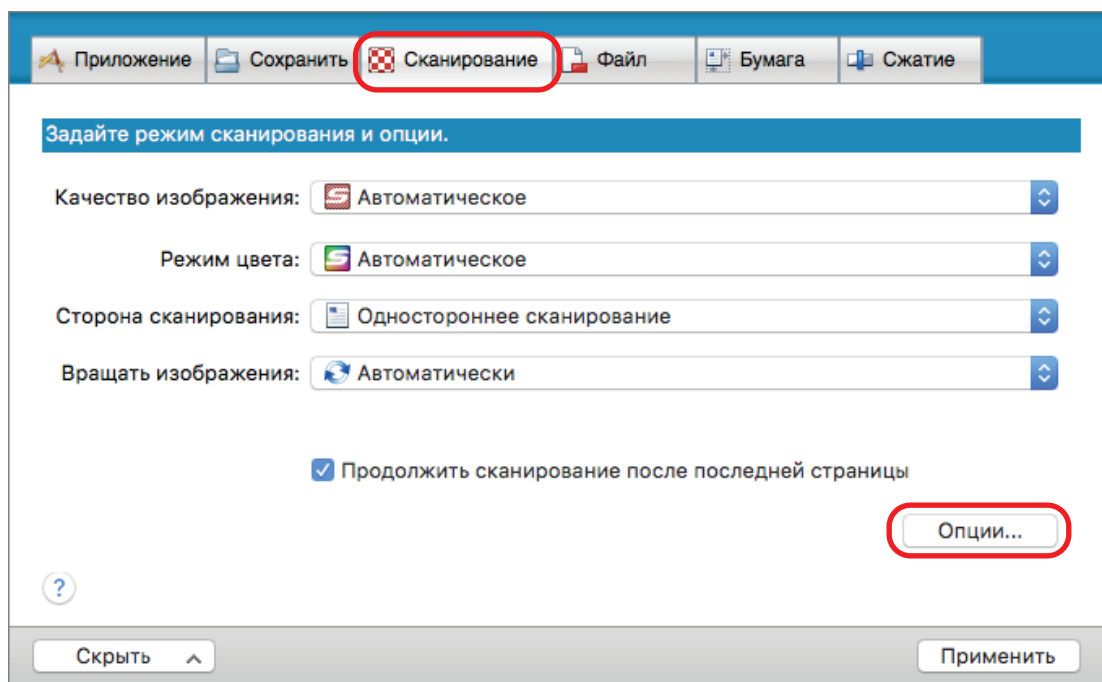 Приложение Сохранить Сканирование Файл Бумага Сжатие
Задайте режим сканирования и опции.
Качество изображения: Автоматическое
Режим цвета: Автоматическое
Сторона сканирования: Одностороннее сканирование
Вращать изображения: Автоматически
Продолжить сканирование после последней страницы
Опции...
?
Скрыть Применить